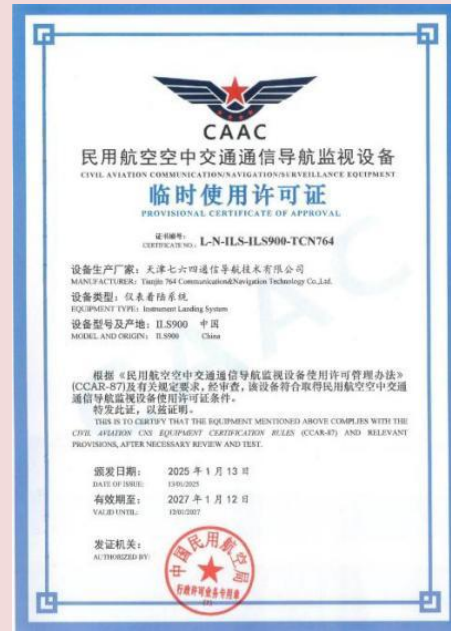 CAAC
民用航空空中交通通信导航监视设备
CIVIL AVIATION COMMUNICATION/NAVIGATION/SURVEILLANCE EQUIPMENT
临时使用许可证
PROVISIONAL CERTIFICATE OF APPROVAL
证书编号：
CERTIFICATE NO.: L-N-ILS-ILS900-TCN764
设备生产厂家：天津七六四通信导航技术有限公司
MANUFACTURER: Tianjin 764 Communication&Navigation Technology Co.,Ltd.
设备类型：仪表着陆系统
EQUIPMENT TYPE: Instrument Landing System
设备型号及产地：ILS900 中国
MODEL AND ORIGIN: ILS900 China
根据《民用航空空中交通通信导航监视设备使用许可管理办法》
(CCAR-87)及有关规定要求，经审查，该设备符合取得民用航空空中交通
通信导航监视设备使用许可证条件。
特发此证，以兹证明。
THIS IS TO CERTIFY THAT THE EQUIPMENT MENTIONED ABOVE COMPLIES WITH THE
CIVIL AVIATION CNS EQUIPMENT CERTIFICATION RULES (CCAR-87) AND RELEVANT
PROVISIONS, AFTER NECESSARY REVIEW AND TEST.
颁发日期： 2025 年 1 月 13 日
DATE OF ISSUE: 13/01/2025
有效期至： 2027 年 1 月 12 日
VALID UNTIL: 12/01/2027
发证机关：
AUTHORIZED BY:
中国民用航空局
行政许可业务专用章